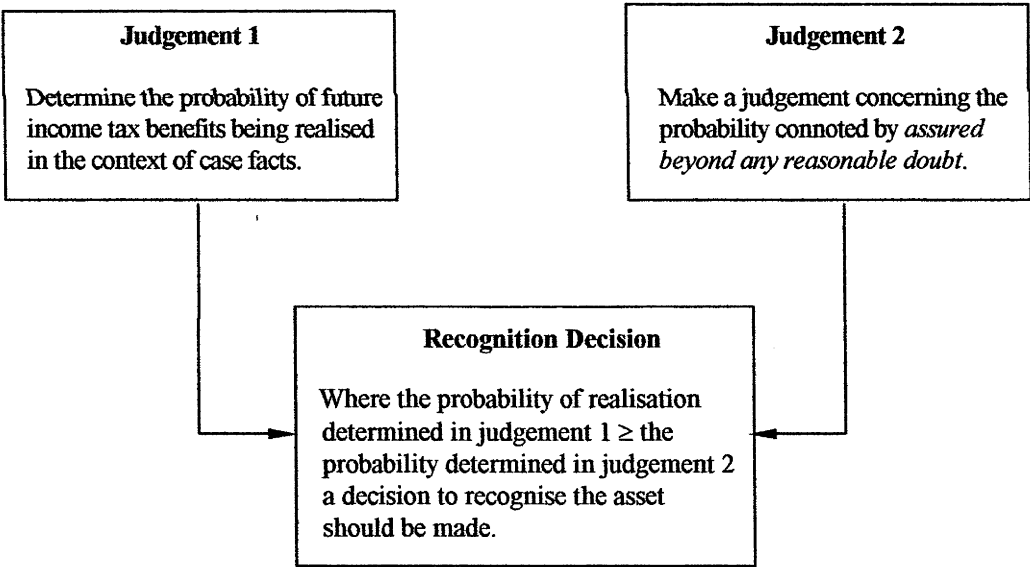 Judgement 1
Determine the probability of future
income tax benefits being realised
in the context of case facts.
Judgement 2
Make a judgement concerning the
probability connoted by assured
beyond any reasonable doubt.
Recognition Decision
Where the probability of realisation
determined in judgement 1 ≥ the
probability determined in judgement 2
a decision to recognise the asset
should be made.